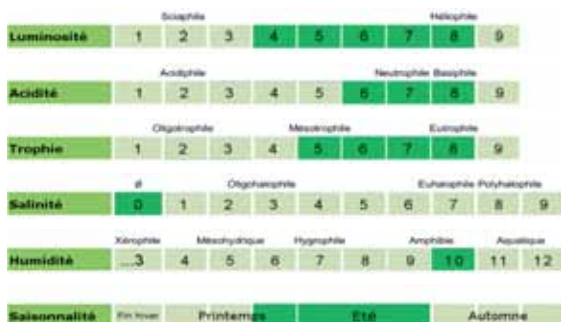 Sciaphile Héliophile
Luminosité 1 2 3 4 5 6 7 8 9
Acidiphile Neutrophile Basiphile
Acidité 1 2 3 4 5 6 7 8 9
Oligotrophile Mésotrophile Eutrophile
Trophie 1 2 3 4 5 6 7 8 9
Ø Oligohalophile Euhalophile Polyhalophile
Salinité 0 1 2 3 4 5 6 7 8 9
Xérophile Mésohydrique Hygrophile Amphibie Aquatique
Humidité ...3 4 5 6 7 8 9 10 11 12
Saisonnalité Fin hiver Printemps Eté Automne